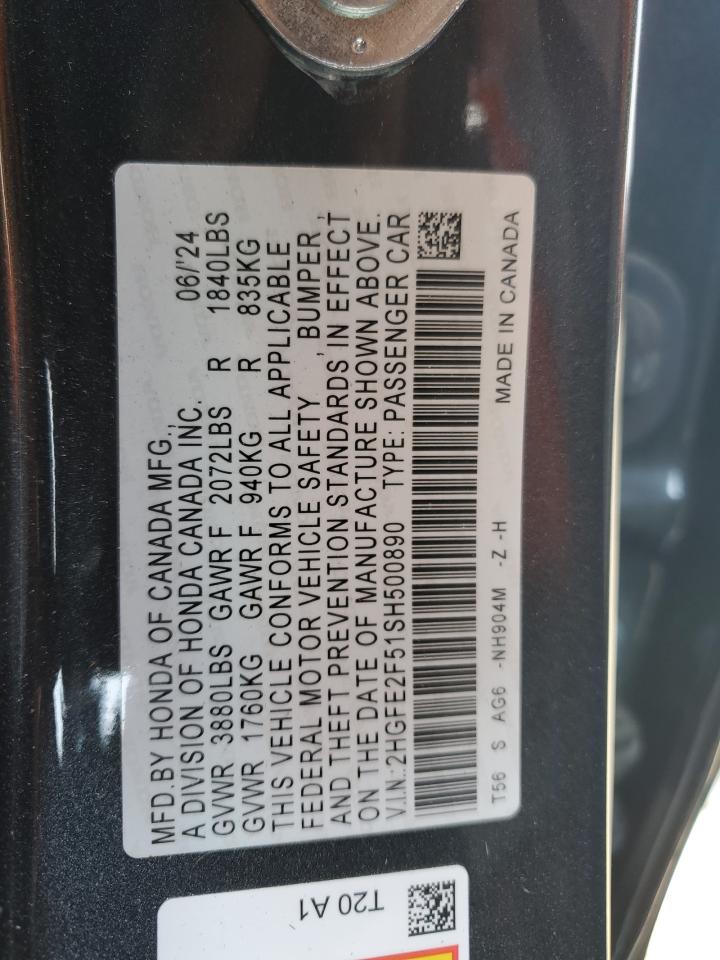 MFD.BY HONDA OF CANADA MFG.,
A DIVISION OF HONDA CANADA INC. 06/'24
GVWR 3880LBS GAWR F 2072LBS R 1840LBS
GVWR 1760KG GAWR F 940KG R 835KG
THIS VEHICLE CONFORMS TO ALL APPLICABLE
FEDERAL MOTOR VEHICLE SAFETY , BUMPER ,
AND THEFT PREVENTION STANDARDS IN EFFECT
ON THE DATE OF MANUFACTURE SHOWN ABOVE.
V.I.N.:2HGFE2F51SH500890 TYPE: PASSENGER CAR
T56 S AG6 -NH904M -Z -H MADE IN CANADA
T20 A1